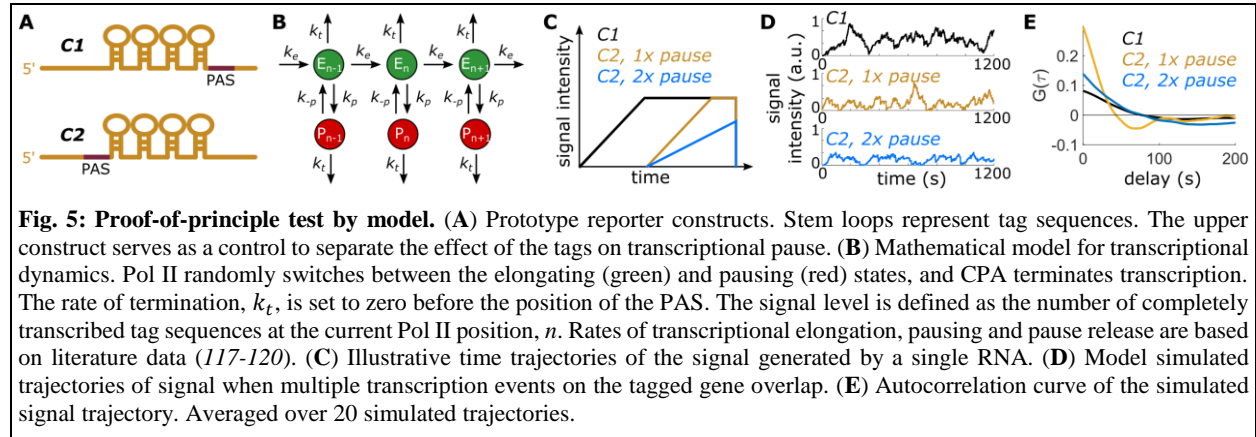 A
B
C
D
E
C1
PAS
5'
C2
PAS
5'
k_t k_t k_t
k_e E_{n-1} k_e E_n k_e E_{n+1} k_e
k_{-p} k_p k_{-p} k_p k_{-p} k_p
P_{n-1} P_n P_{n+1}
k_t k_t k_t
signal intensity
C1
C2, 1x pause
C2, 2x pause
time
signal
intensity (a.u.)
C1
1
0
0 1200
C2, 1x pause
1
0
0 1200
C2, 2x pause
1
0
0 1200
time (s)
G(τ)
C1
C2, 1x pause
C2, 2x pause
0.2
0.1
0
-0.1
0 100 200
delay (s)
Fig. 5: Proof-of-principle test by model. (A) Prototype reporter constructs. Stem loops represent tag sequences. The upper
construct serves as a control to separate the effect of the tags on transcriptional pause. (B) Mathematical model for transcriptional
dynamics. Pol II randomly switches between the elongating (green) and pausing (red) states, and CPA terminates transcription.
The rate of termination, k_t, is set to zero before the position of the PAS. The signal level is defined as the number of completely
transcribed tag sequences at the current Pol II position, n. Rates of transcriptional elongation, pausing and pause release are based
on literature data (117-120). (C) Illustrative time trajectories of the signal generated by a single RNA. (D) Model simulated
trajectories of signal when multiple transcription events on the tagged gene overlap. (E) Autocorrelation curve of the simulated
signal trajectory. Averaged over 20 simulated trajectories.